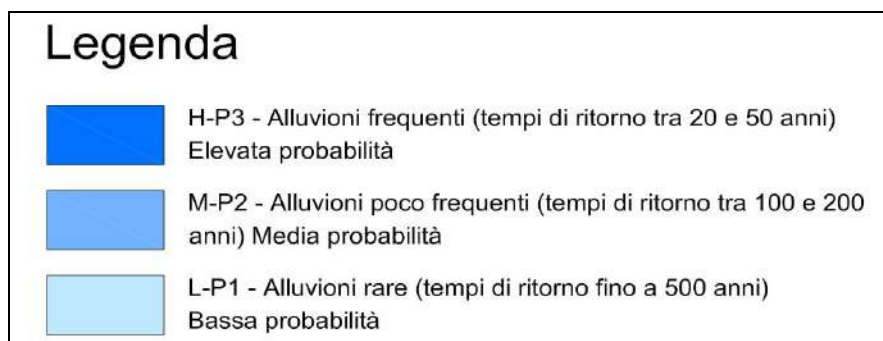 Legenda
H-P3 - Alluvioni frequenti (tempi di ritorno tra 20 e 50 anni)
Elevata probabilità
M-P2 - Alluvioni poco frequenti (tempi di ritorno tra 100 e 200
anni) Media probabilità
L-P1 - Alluvioni rare (tempi di ritorno fino a 500 anni)
Bassa probabilità